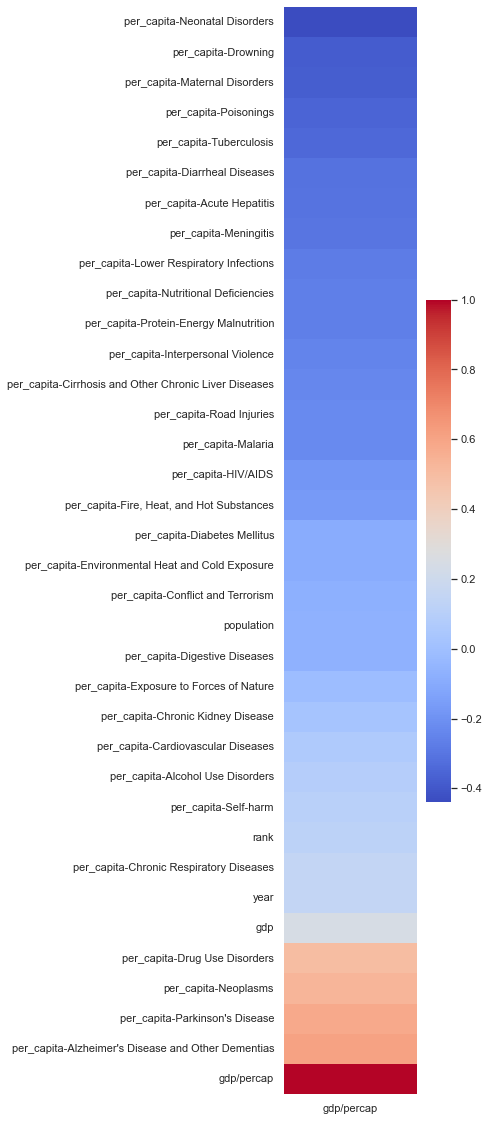 per_capita-Neonatal Disorders
per_capita-Drowning
per_capita-Maternal Disorders
per_capita-Poisonings
per_capita-Tuberculosis
per_capita-Diarrheal Diseases
per_capita-Acute Hepatitis
per_capita-Meningitis
per_capita-Lower Respiratory Infections
per_capita-Nutritional Deficiencies
per_capita-Protein-Energy Malnutrition
per_capita-Interpersonal Violence
per_capita-Cirrhosis and Other Chronic Liver Diseases
per_capita-Road Injuries
per_capita-Malaria
per_capita-HIV/AIDS
per_capita-Fire, Heat, and Hot Substances
per_capita-Diabetes Mellitus
per_capita-Environmental Heat and Cold Exposure
per_capita-Conflict and Terrorism
population
per_capita-Digestive Diseases
per_capita-Exposure to Forces of Nature
per_capita-Chronic Kidney Disease
per_capita-Cardiovascular Diseases
per_capita-Alcohol Use Disorders
per_capita-Self-harm
rank
per_capita-Chronic Respiratory Diseases
year
gdp
per_capita-Drug Use Disorders
per_capita-Neoplasms
per_capita-Parkinson's Disease
per_capita-Alzheimer's Disease and Other Dementias
gdp/percap
gdp/percap
1.0
0.8
0.6
0.4
0.2
0.0
−0.2
−0.4